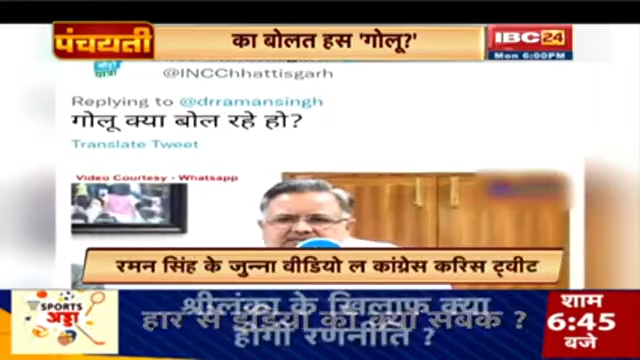 पंचयती
का बोलत हस 'गोलू?'
IBC24
Mon 6:00PM
@INCChhattisgarh
Replying to @drramansingh
गोलू क्या बोल रहे हो?
Translate Tweet
Video Courtesy - Whatsapp
रमन सिंह के जुन्ना वीडियो ल कांग्रेस करिस ट्वीट
SPORTS
अड्डा
श्रीलंका के खिलाफ क्या
होगी रणनीति ?
हार से इंडिया को क्या सबक ?
शाम
6:45
बजे